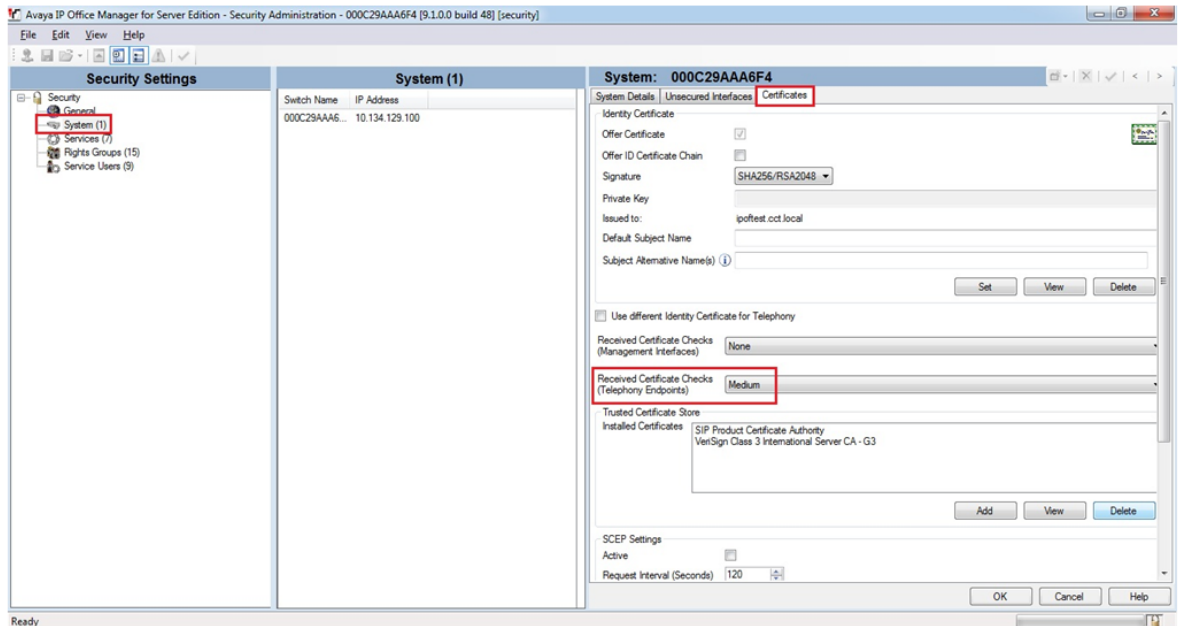 Avaya IP Office Manager for Server Edition - Security Administration - 000C29AAA6F4 [9.1.0.0 build 48] [security]
File Edit View Help
Security Settings
Security
General
System (1)
Services (7)
Rights Groups (15)
Service Users (9)
System (1)
Switch Name IP Address
000C29AAA6... 10.134.129.100
System: 000C29AAA6F4
System Details Unsecured Interfaces Certificates
Identity Certificate
Offer Certificate
Offer ID Certificate Chain
Signature SHA256/RSA2048
Private Key
Issued to: ipoftest.cct.local
Default Subject Name
Subject Alternative Name(s)
Set View Delete
Use different Identity Certificate for Telephony
Received Certificate Checks
(Management Interfaces) None
Received Certificate Checks
(Telephony Endpoints) Medium
Trusted Certificate Store
Installed Certificates SIP Product Certificate Authority
VeriSign Class 3 International Server CA - G3
Add View Delete
SCEP Settings
Active
Request Interval (Seconds) 120
OK Cancel Help
Ready